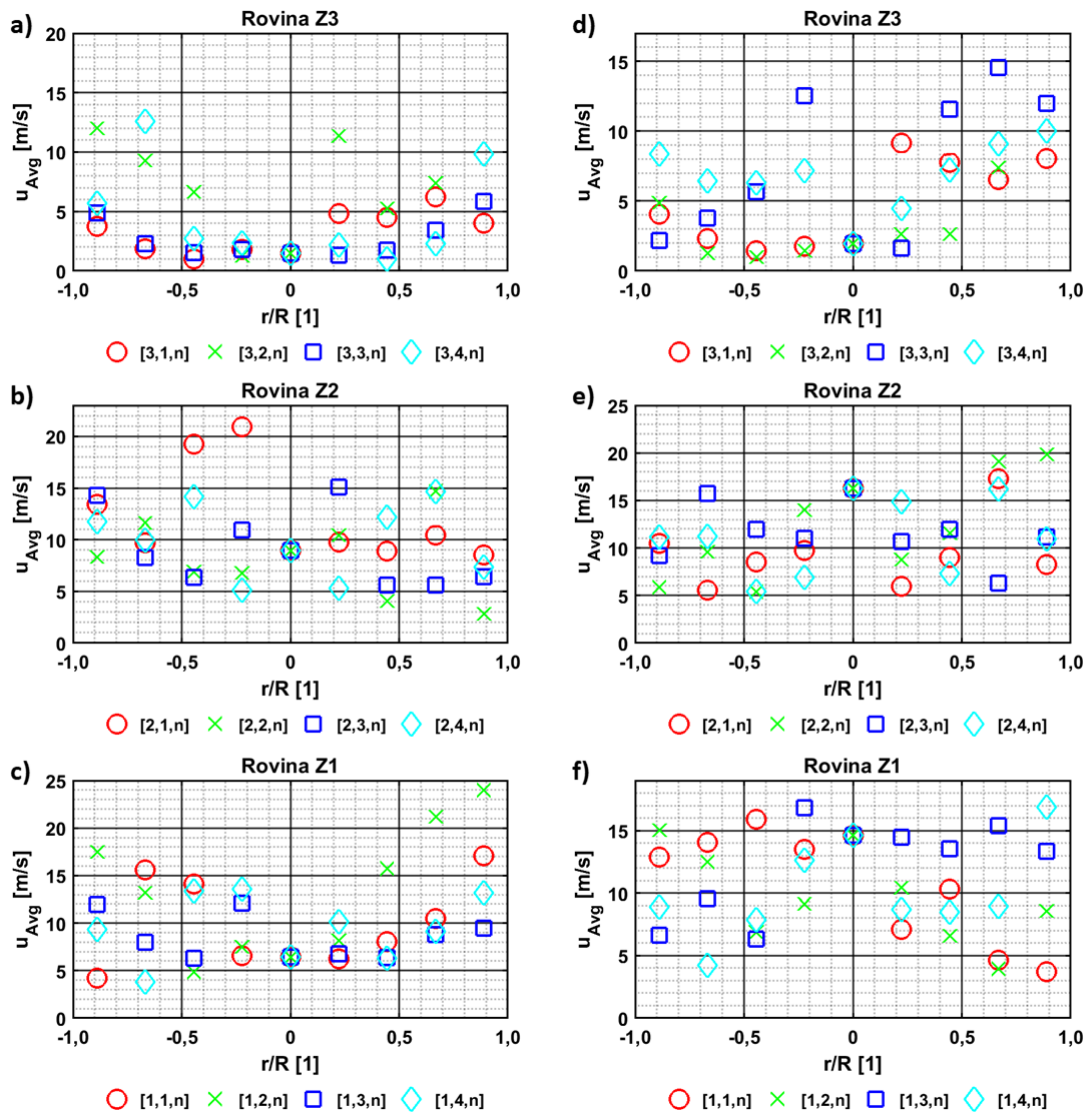 a)
Rovina Z3
20
15
10
5
0
u_Avg [m/s]
-1,0 -0,5 0 0,5 1,0
r/R [1]
[3,1,n] [3,2,n] [3,3,n] [3,4,n]
d)
Rovina Z3
15
10
5
0
u_Avg [m/s]
-1,0 -0,5 0 0,5 1,0
r/R [1]
[3,1,n] [3,2,n] [3,3,n] [3,4,n]
b)
Rovina Z2
20
15
10
5
0
u_Avg [m/s]
-1,0 -0,5 0 0,5 1,0
r/R [1]
[2,1,n] [2,2,n] [2,3,n] [2,4,n]
e)
Rovina Z2
25
20
15
10
5
0
u_Avg [m/s]
-1,0 -0,5 0 0,5 1,0
r/R [1]
[2,1,n] [2,2,n] [2,3,n] [2,4,n]
c)
Rovina Z1
25
20
15
10
5
0
u_Avg [m/s]
-1,0 -0,5 0 0,5 1,0
r/R [1]
[1,1,n] [1,2,n] [1,3,n] [1,4,n]
f)
Rovina Z1
15
10
5
0
u_Avg [m/s]
-1,0 -0,5 0 0,5 1,0
r/R [1]
[1,1,n] [1,2,n] [1,3,n] [1,4,n]